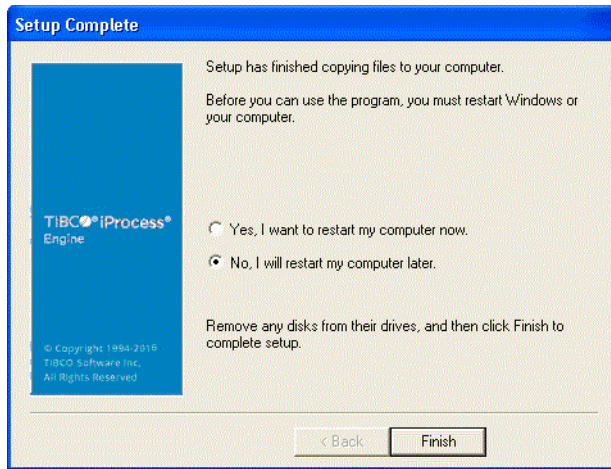 Setup Complete
Setup has finished copying files to your computer.
Before you can use the program, you must restart Windows or
your computer.
TIBCO® iProcess®
Engine
Yes, I want to restart my computer now.
No, I will restart my computer later.
Remove any disks from their drives, and then click Finish to
complete setup.
© Copyright 1994-2016
TIBCO Software Inc,
All Rights Reserved
< Back
Finish